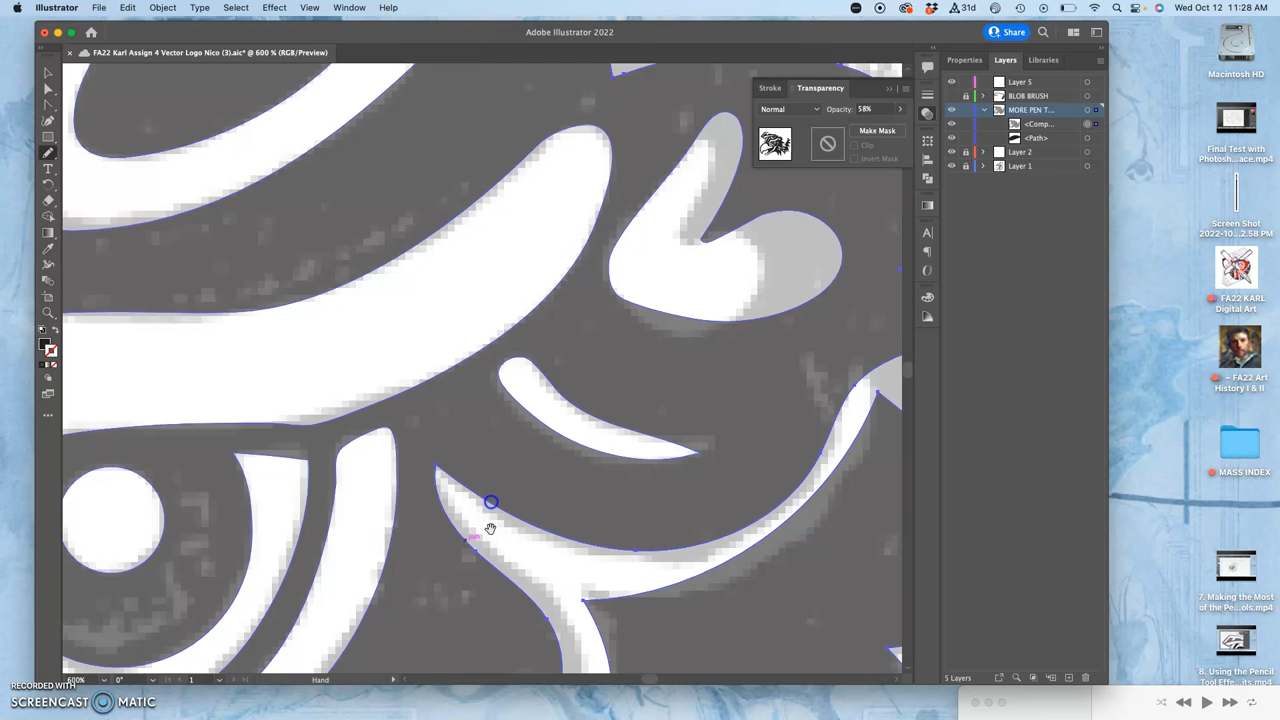 Illustrator File Edit Object Type Select Effect View Window Help
31d
Wed Oct 12 11:28 AM
Adobe Illustrator 2022
Share
× FA22 Karl Assign 4 Vector Logo Nico (3).aic* @ 600 % (RGB/Preview)
Properties Layers Libraries
Stroke Transparency
Normal Opacity: 58%
Make Mask
Clip
Invert Mask
Layer 5
BLOB BRUSH
MORE PEN T...
<Comp...
<Path>
Layer 2
Layer 1
path
600% 0° 1 Hand
5 Layers
Macintosh HD
Final Test with
Photosh...ace.mp4
Screen Shot
2022-10...2.58 PM
FA22 KARL
Digital Art
~ FA22 Art
History I & II
MASS INDEX
7. Making the Most
of the Pe...ols.mp4
8. Using the Pencil
Tool Effe...its.mp4
RECORDED WITH
SCREENCAST MATIC